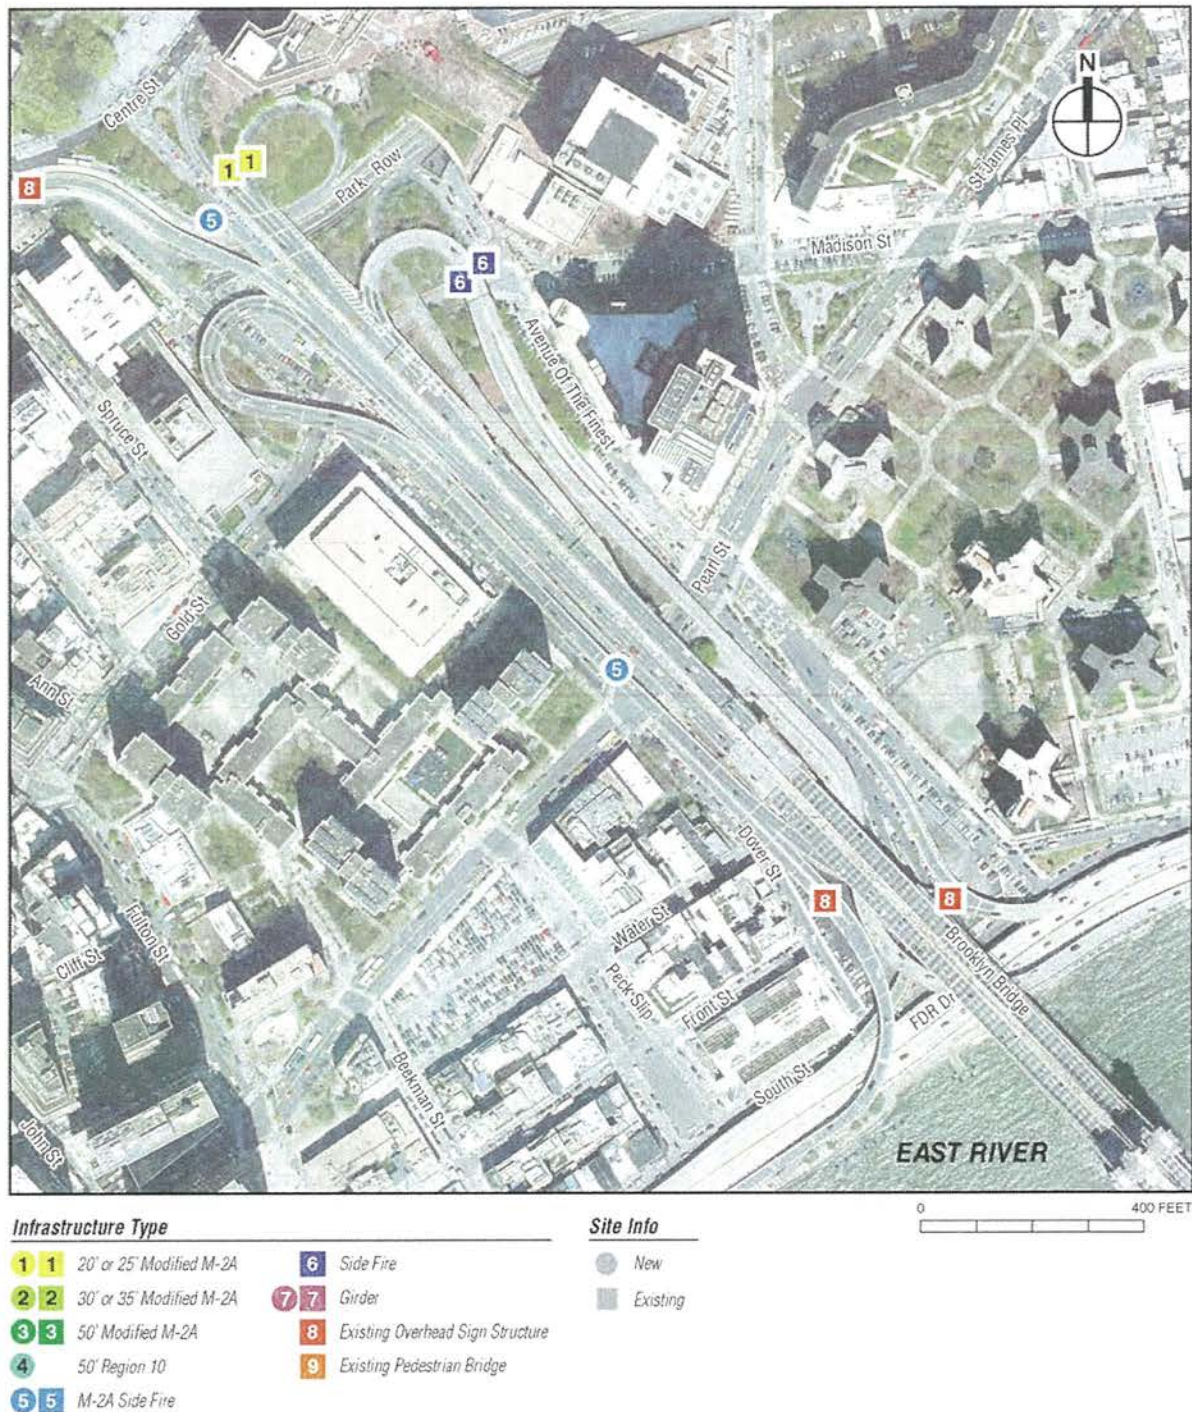 N
Centre St
1 1
Park Row
8
5
St James Pl
Madison St
6 6
Avenue Of The Finest
Spruce St
Pearl St
Gold St
5
Ann St
Dover St
8
8
Water St
Brooklyn Bridge
Fulton St
Cliff St
Peck Slip
Front St
FDR Dr
Beekman St
South St
John St
EAST RIVER
0 400 FEET
Infrastructure Type
1 1 20' or 25' Modified M-2A
2 2 30' or 35' Modified M-2A
3 3 50' Modified M-2A
4 50' Region 10
5 5 M-2A Side Fire
6 Side Fire
7 7 Girder
8 Existing Overhead Sign Structure
9 Existing Pedestrian Bridge
Site Info
New
Existing